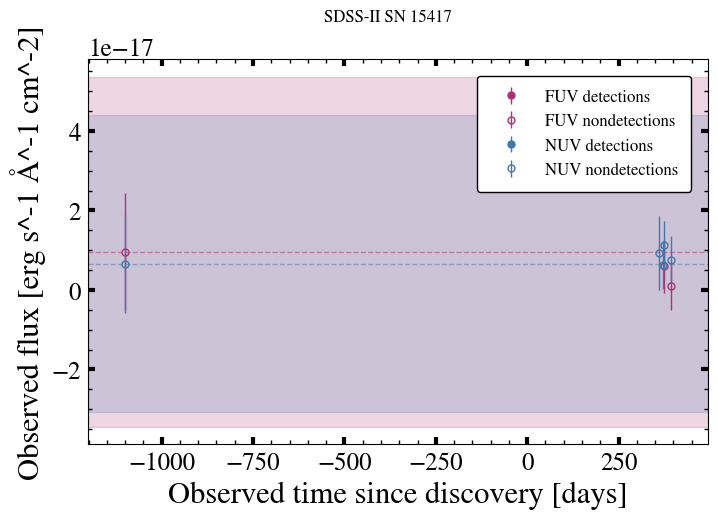 SDSS-II SN 15417
1e−17
Observed flux [erg s^-1 Å^-1 cm^-2]
4
2
0
−2
FUV detections
FUV nondetections
NUV detections
NUV nondetections
−1000 −750 −500 −250 0 250
Observed time since discovery [days]